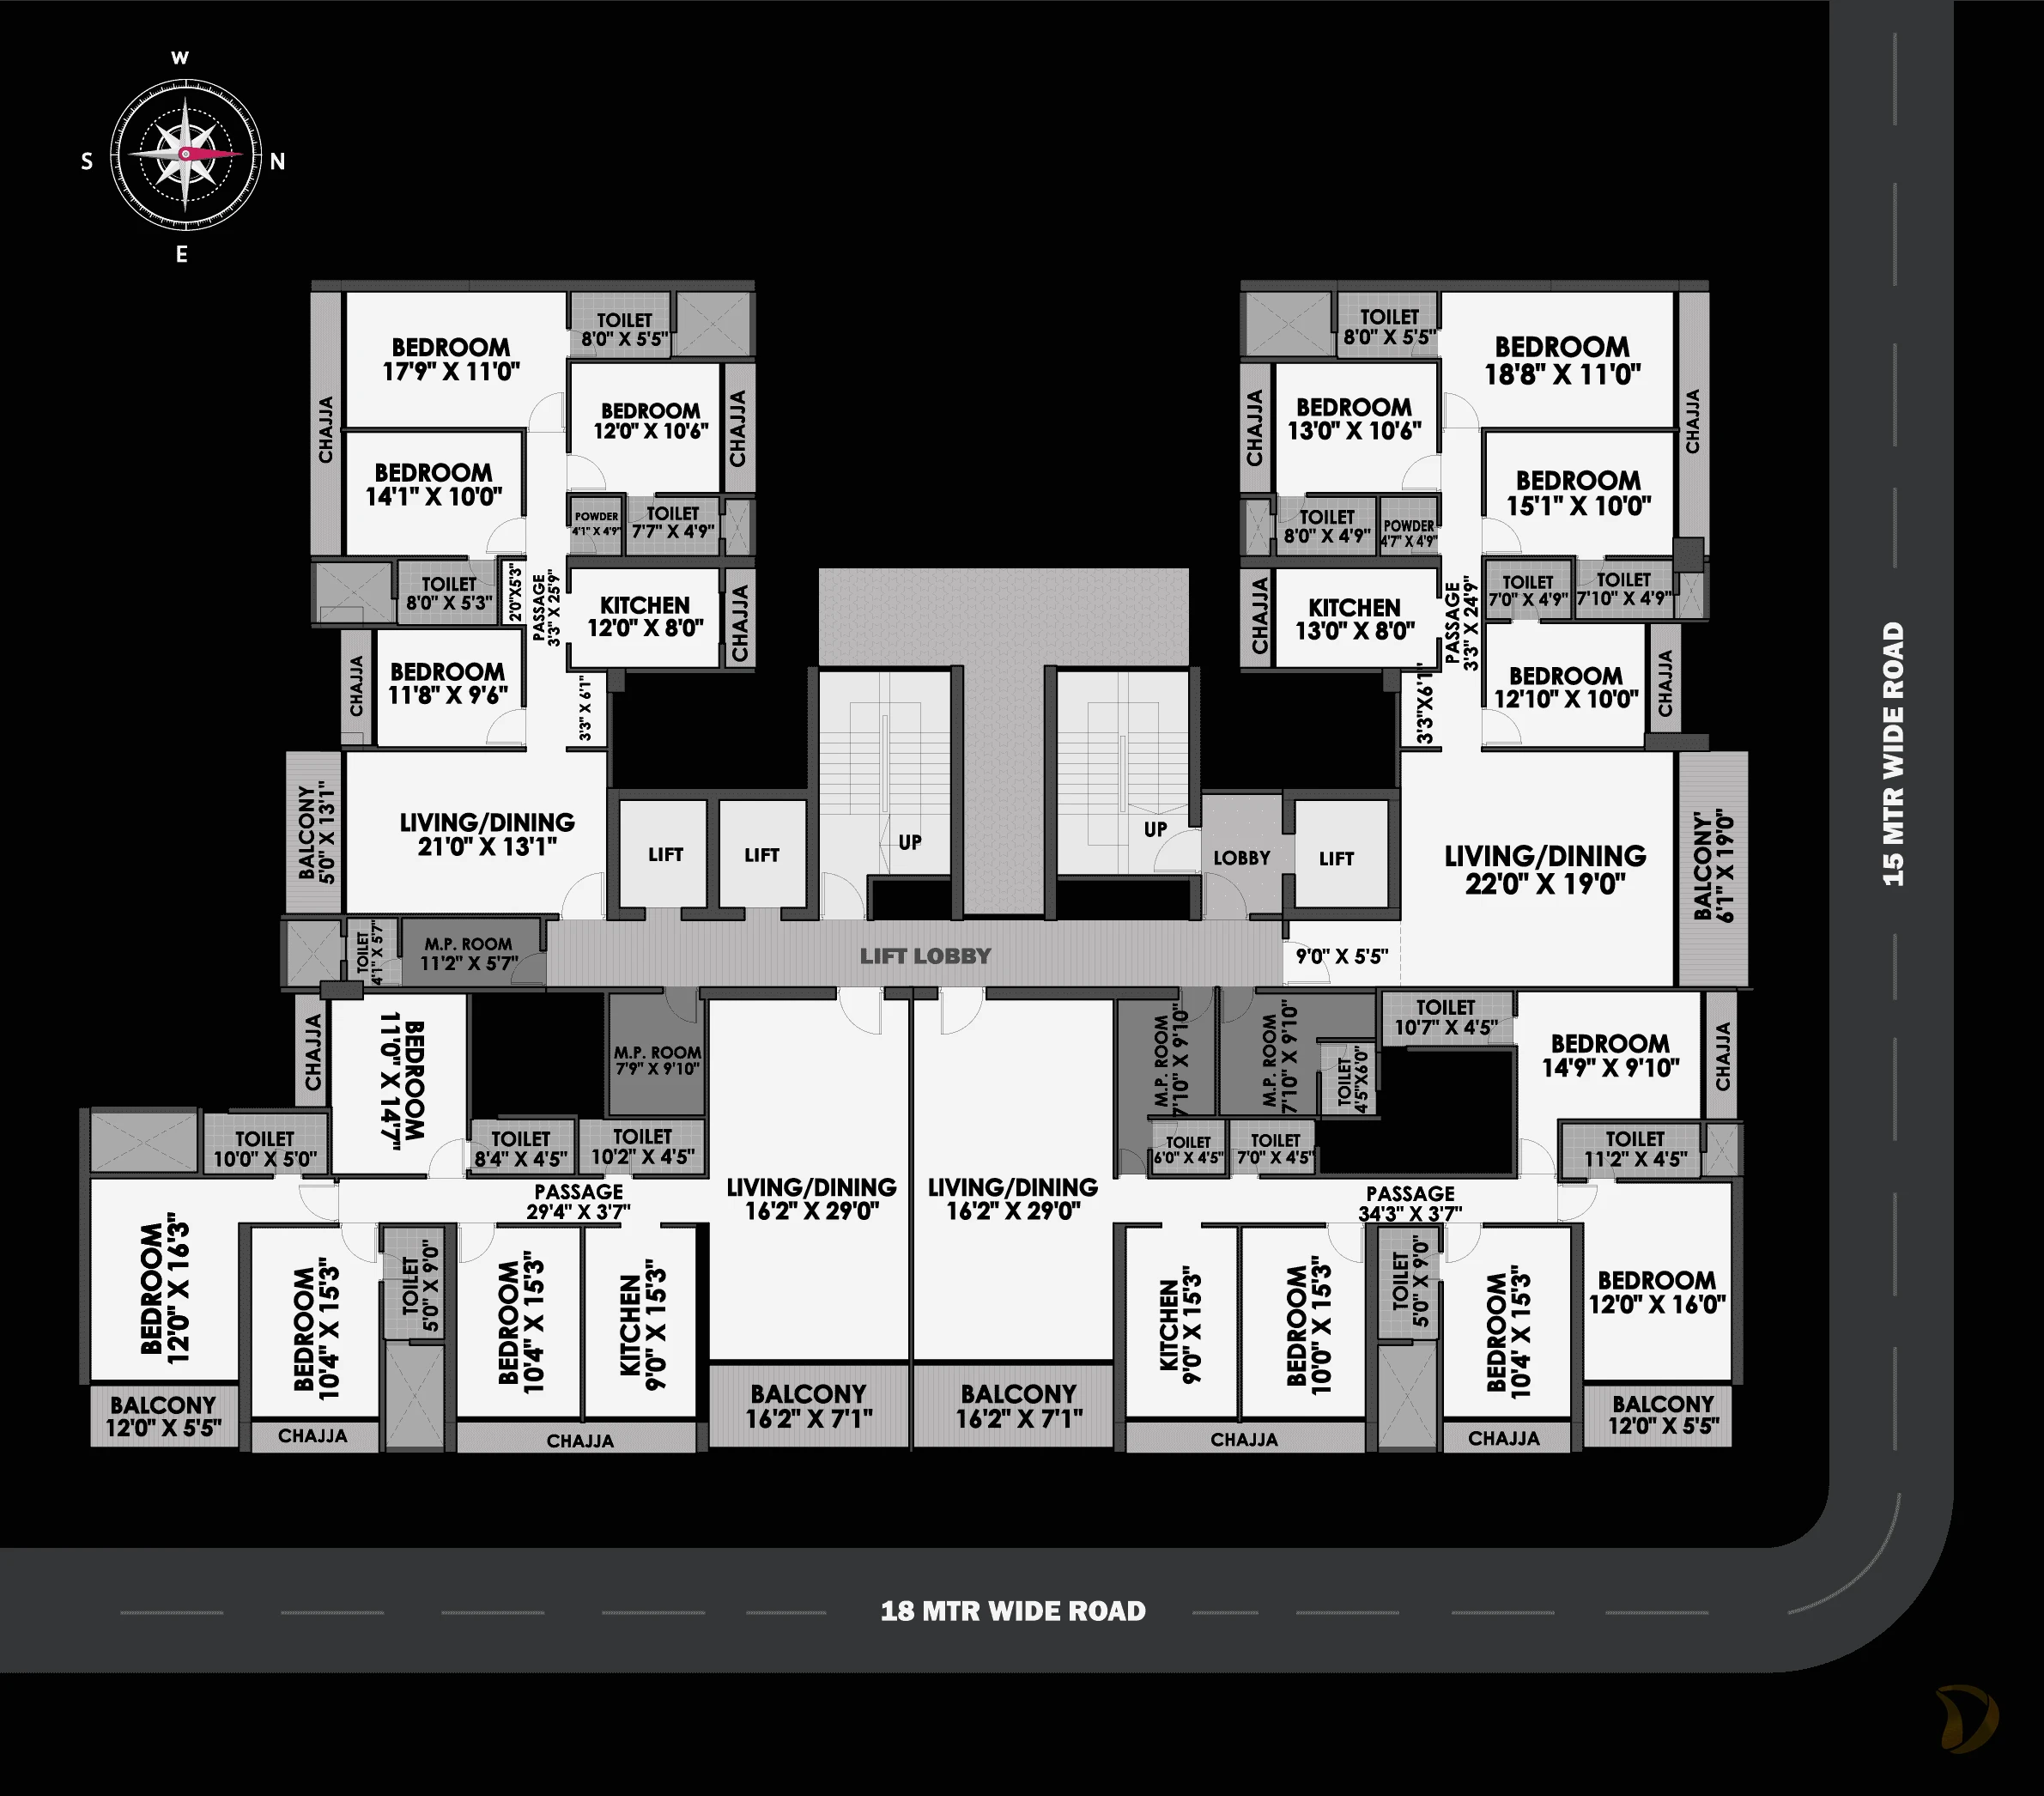 W
S
N
E
BEDROOM
17'9" X 11'0"
TOILET
8'0" X 5'5"
CHAJJA
BEDROOM
12'0" X 10'6"
CHAJJA
BEDROOM
14'1" X 10'0"
POWDER
4'1" X 4'9"
TOILET
7'7" X 4'9"
TOILET
8'0" X 5'3"
2'0"X5'3"
PASSAGE
3'3" X 25'9"
KITCHEN
12'0" X 8'0"
CHAJJA
CHAJJA
BEDROOM
11'8" X 9'6"
3'3" X 6'1"
BALCONY
5'0" X 13'1"
LIVING/DINING
21'0" X 13'1"
LIFT
LIFT
UP
TOILET
8'0" X 5'5"
BEDROOM
18'8" X 11'0"
CHAJJA
CHAJJA
BEDROOM
13'0" X 10'6"
BEDROOM
15'1" X 10'0"
TOILET
8'0" X 4'9"
POWDER
4'7" X 4'9"
CHAJJA
KITCHEN
13'0" X 8'0"
PASSAGE
3'3" X 24'9"
TOILET
7'0" X 4'9"
TOILET
7'10" X 4'9"
3'3"X6'1"
BEDROOM
12'10" X 10'0"
CHAJJA
UP
LOBBY
LIFT
LIVING/DINING
22'0" X 19'0"
BALCONY'
6'1" X 19'0"
15 MTR WIDE ROAD
TOILET
4'1" X 5'7"
M.P. ROOM
11'2" X 5'7"
LIFT LOBBY
9'0" X 5'5"
CHAJJA
BEDROOM
11'0" X 14'7"
M.P. ROOM
7'9" X 9'10"
TOILET
10'0" X 5'0"
TOILET
8'4" X 4'5"
TOILET
10'2" X 4'5"
PASSAGE
29'4" X 3'7"
LIVING/DINING
16'2" X 29'0"
BEDROOM
12'0" X 16'3"
BEDROOM
10'4" X 15'3"
TOILET
5'0" X 9'0"
BEDROOM
10'4" X 15'3"
KITCHEN
9'0" X 15'3"
BALCONY
12'0" X 5'5"
CHAJJA
CHAJJA
BALCONY
16'2" X 7'1"
LIVING/DINING
16'2" X 29'0"
M.P. ROOM
7'10" X 9'10"
M.P. ROOM
7'10" X 9'10"
TOILET
4'5"X6'0"
TOILET
10'7" X 4'5"
BEDROOM
14'9" X 9'10"
CHAJJA
TOILET
6'0" X 4'5"
TOILET
7'0" X 4'5"
TOILET
11'2" X 4'5"
PASSAGE
34'3" X 3'7"
KITCHEN
9'0" X 15'3"
BEDROOM
10'0" X 15'3"
TOILET
5'0" X 9'0"
BEDROOM
10'4' X 15'3"
BEDROOM
12'0" X 16'0"
BALCONY
16'2" X 7'1"
CHAJJA
CHAJJA
BALCONY
12'0" X 5'5"
18 MTR WIDE ROAD